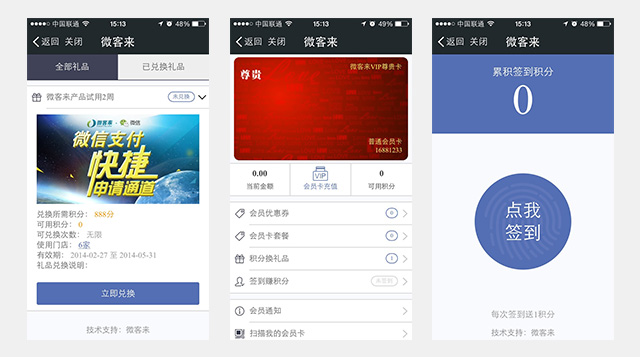 中国联通 15:13 49%
返回 关闭 微客来
全部礼品 已兑换礼品
微客来产品试用2周 未兑换
微客来 微信
微信支付
快捷
申请通道
兑换所需积分： 888分
可用积分： 0
可兑换次数： 无限
使用门店： 6家
有效期： 2014-02-27 至 2014-05-31
礼品兑换说明：
立即兑换
技术支持：微客来
中国联通 15:13 48%
返回 关闭 微客来
微客来VIP尊贵卡
尊贵
普通会员卡
16881233
0.00 VIP 0
当前金额 会员卡充值 可用积分
会员优惠券 0
会员卡套餐 0
积分换礼品 1
签到赚积分 未签到
会员通知
扫描我的会员卡
中国联通 15:13 48%
返回 关闭 微客来
累积签到积分
0
点我
签到
每次签到送1积分
技术支持：微客来